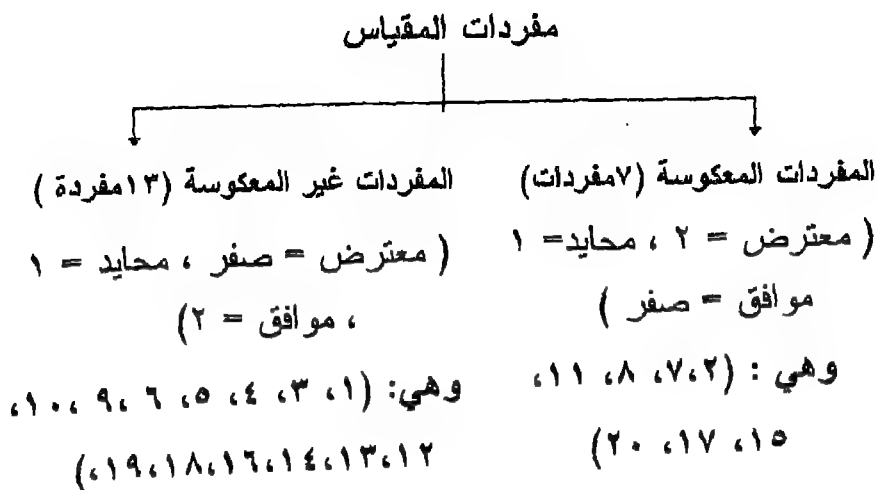 مفردات المقياس
المفردات المعكوسة (٧مفردات)
( معترض = ٢ ، محايد= ١
موافق = صفر )
وهي : (٢،٧، ٨، ١١،
١٥، ١٧، ٢٠)
المفردات غير المعكوسة (١٣مفردة )
( معترض = صفر ، محايد = ١
، موافق = ٢)
وهي: (١، ٣، ٤، ٥، ٦ ،٩ ،١٠،
١٢،١٣،١٤،١٦،١٨،١٩،)